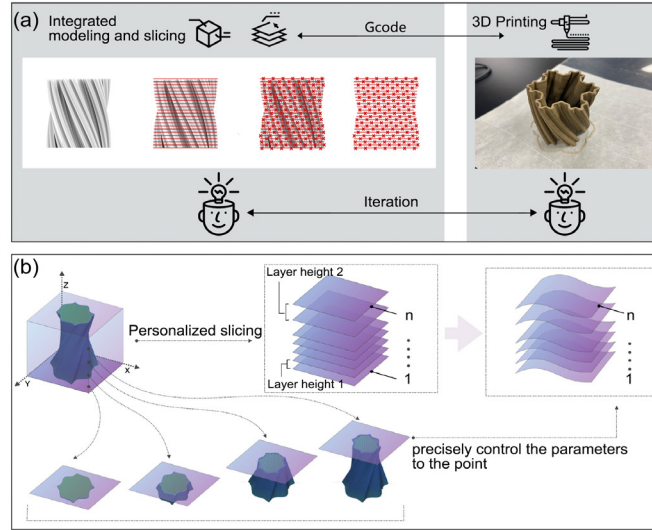 (a)
Integrated
modeling and slicing
Gcode
3D Printing
Iteration
(b)
Z
X
Y
Personalized slicing
Layer height 2
n
Layer height 1
1
n
1
precisely control the parameters
to the point